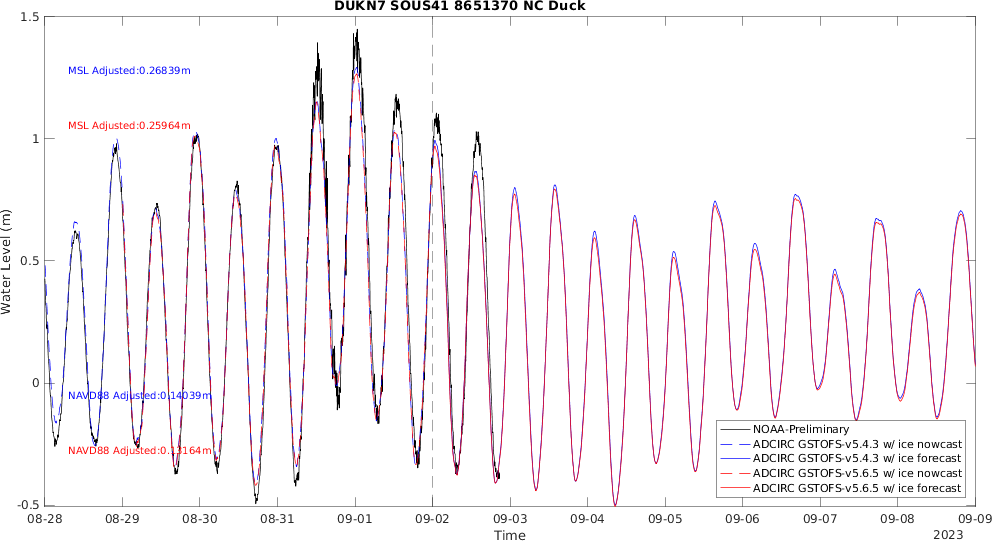 DUKN7 SOUS41 8651370 NC Duck
1.5
1
0.5
0
-0.5
Water Level (m)
MSL Adjusted:0.26839m
MSL Adjusted:0.25964m
NAVD88 Adjusted:0.14039m
NAVD88 Adjusted:0.13164m
NOAA-Preliminary
ADCIRC GSTOFS-v5.4.3 w/ ice nowcast
ADCIRC GSTOFS-v5.4.3 w/ ice forecast
ADCIRC GSTOFS-v5.6.5 w/ ice nowcast
ADCIRC GSTOFS-v5.6.5 w/ ice forecast
08-28 08-29 08-30 08-31 09-01 09-02 09-03 09-04 09-05 09-06 09-07 09-08 09-09
Time
2023